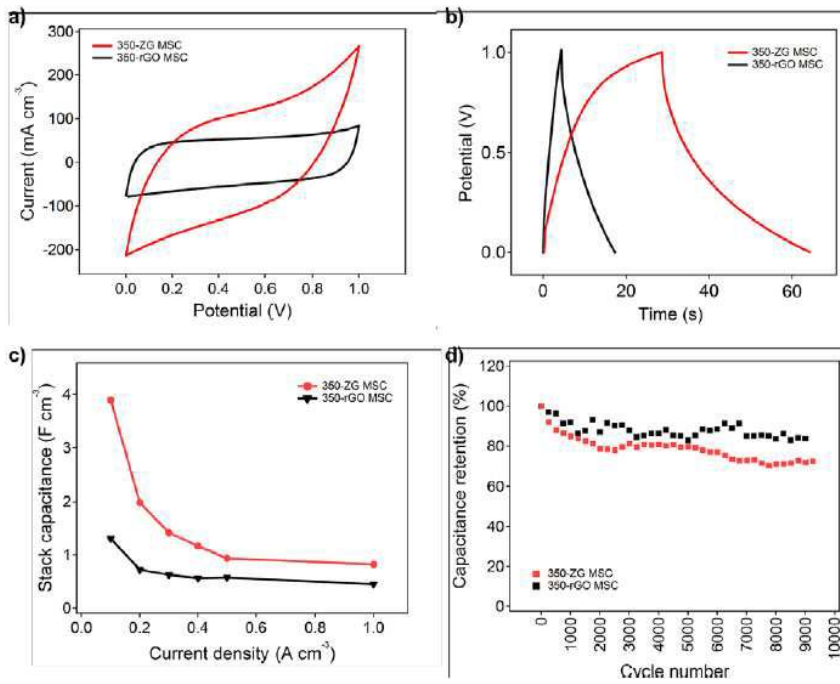 a)
300
200
100
0
-100
-200
Current (mA cm⁻³)
350-ZG MSC
350-rGO MSC
0.0 0.2 0.4 0.6 0.8 1.0
Potential (V)
b)
1.0
0.5
0.0
Potential (V)
350-ZG MSC
350-rGO MSC
0 20 40 60
Time (s)
c)
4
3
2
1
0
Stack capacitance (F cm⁻³)
350-ZG MSC
350-rGO MSC
0.0 0.2 0.4 0.6 0.8 1.0
Current density (A cm⁻³)
d)
120
100
80
60
40
20
0
Capacitance retention (%)
350-ZG MSC
350-rGO MSC
0 1000 2000 3000 4000 5000 6000 7000 8000 9000 10000
Cycle number